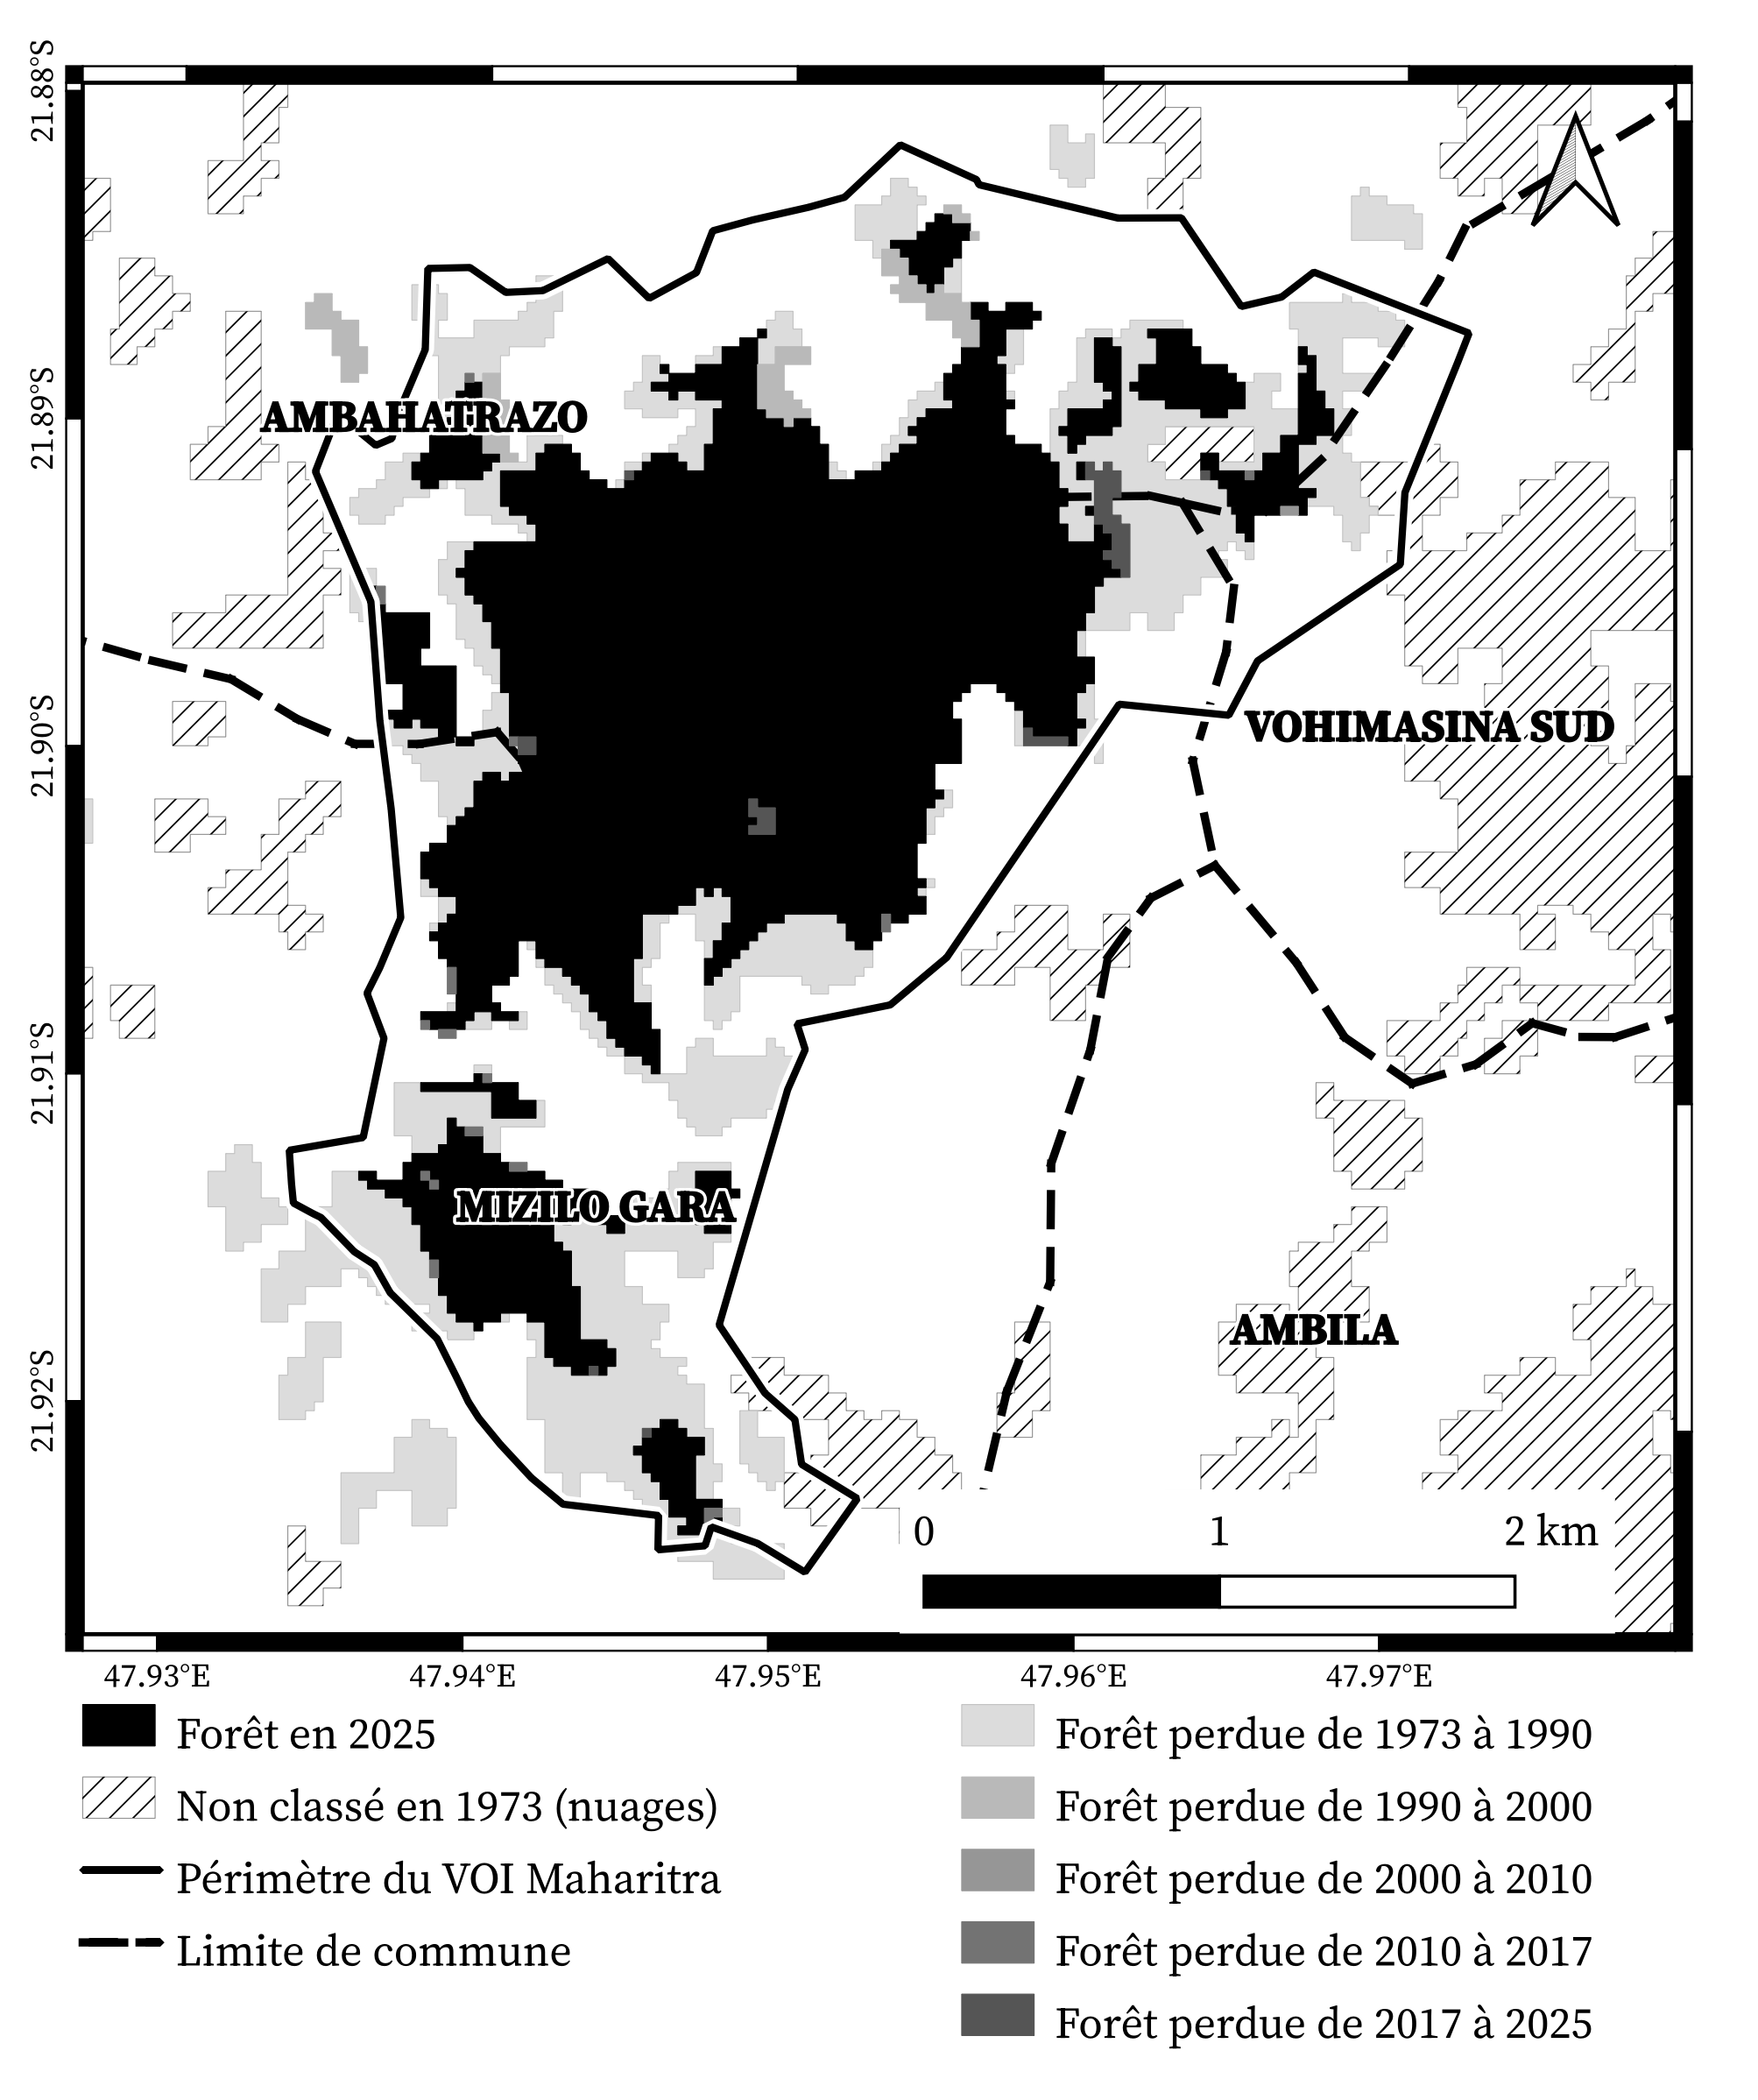 21.88°S
21.89°S
21.90°S
21.91°S
21.92°S
AMBAHATRAZO
VOHIMASINA SUD
MIZILO GARA
AMBILA
0 1 2 km
47.93°E 47.94°E 47.95°E 47.96°E 47.97°E
Forêt en 2025
Non classé en 1973 (nuages)
Périmètre du VOI Maharitra
Limite de commune
Forêt perdue de 1973 à 1990
Forêt perdue de 1990 à 2000
Forêt perdue de 2000 à 2010
Forêt perdue de 2010 à 2017
Forêt perdue de 2017 à 2025